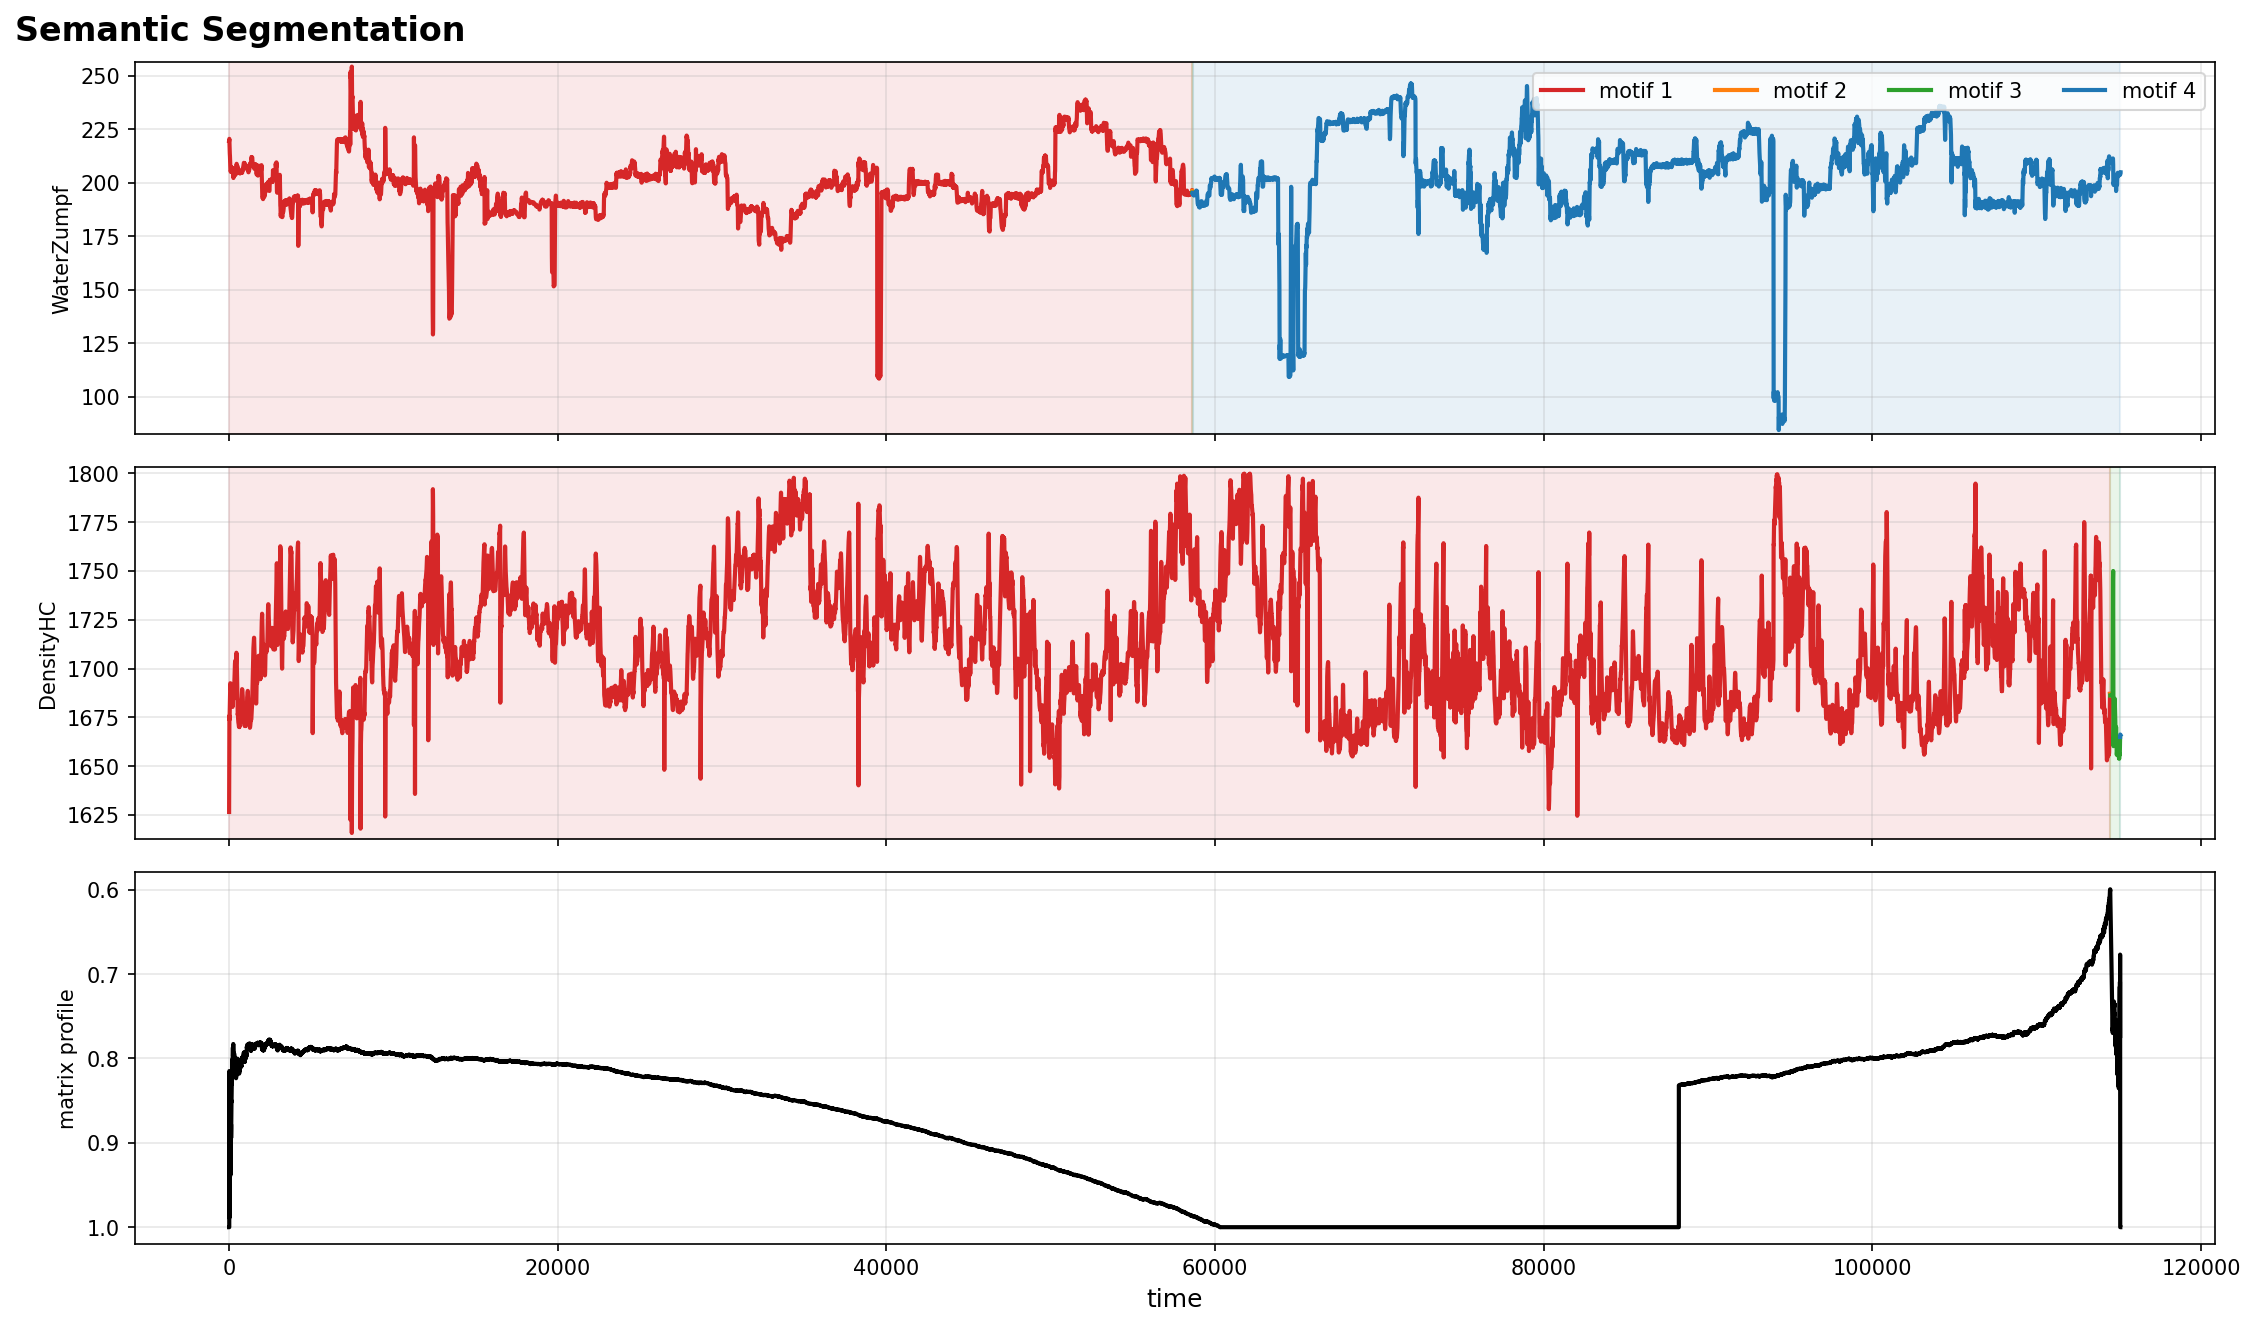 Semantic Segmentation
motif 1 motif 2 motif 3 motif 4
250
225
200
175
150
125
100
WaterZumpf
1800
1775
1750
1725
1700
1675
1650
1625
DensityHC
0.6
0.7
0.8
0.9
1.0
matrix profile
0 20000 40000 60000 80000 100000 120000
time